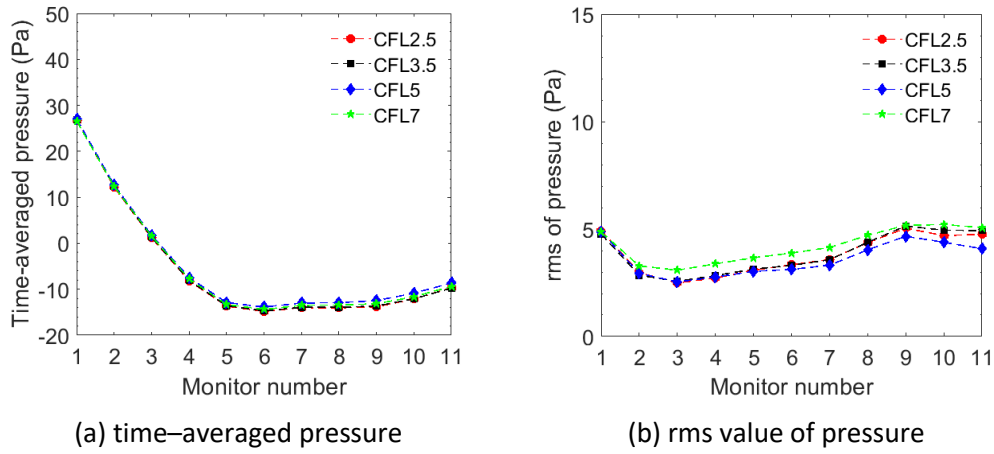 50
40
30
20
10
0
-10
-20
Time-averaged pressure (Pa)
CFL2.5
CFL3.5
CFL5
CFL7
1 2 3 4 5 6 7 8 9 10 11
Monitor number
(a) time–averaged pressure
15
10
5
0
rms of pressure (Pa)
CFL2.5
CFL3.5
CFL5
CFL7
1 2 3 4 5 6 7 8 9 10 11
Monitor number
(b) rms value of pressure